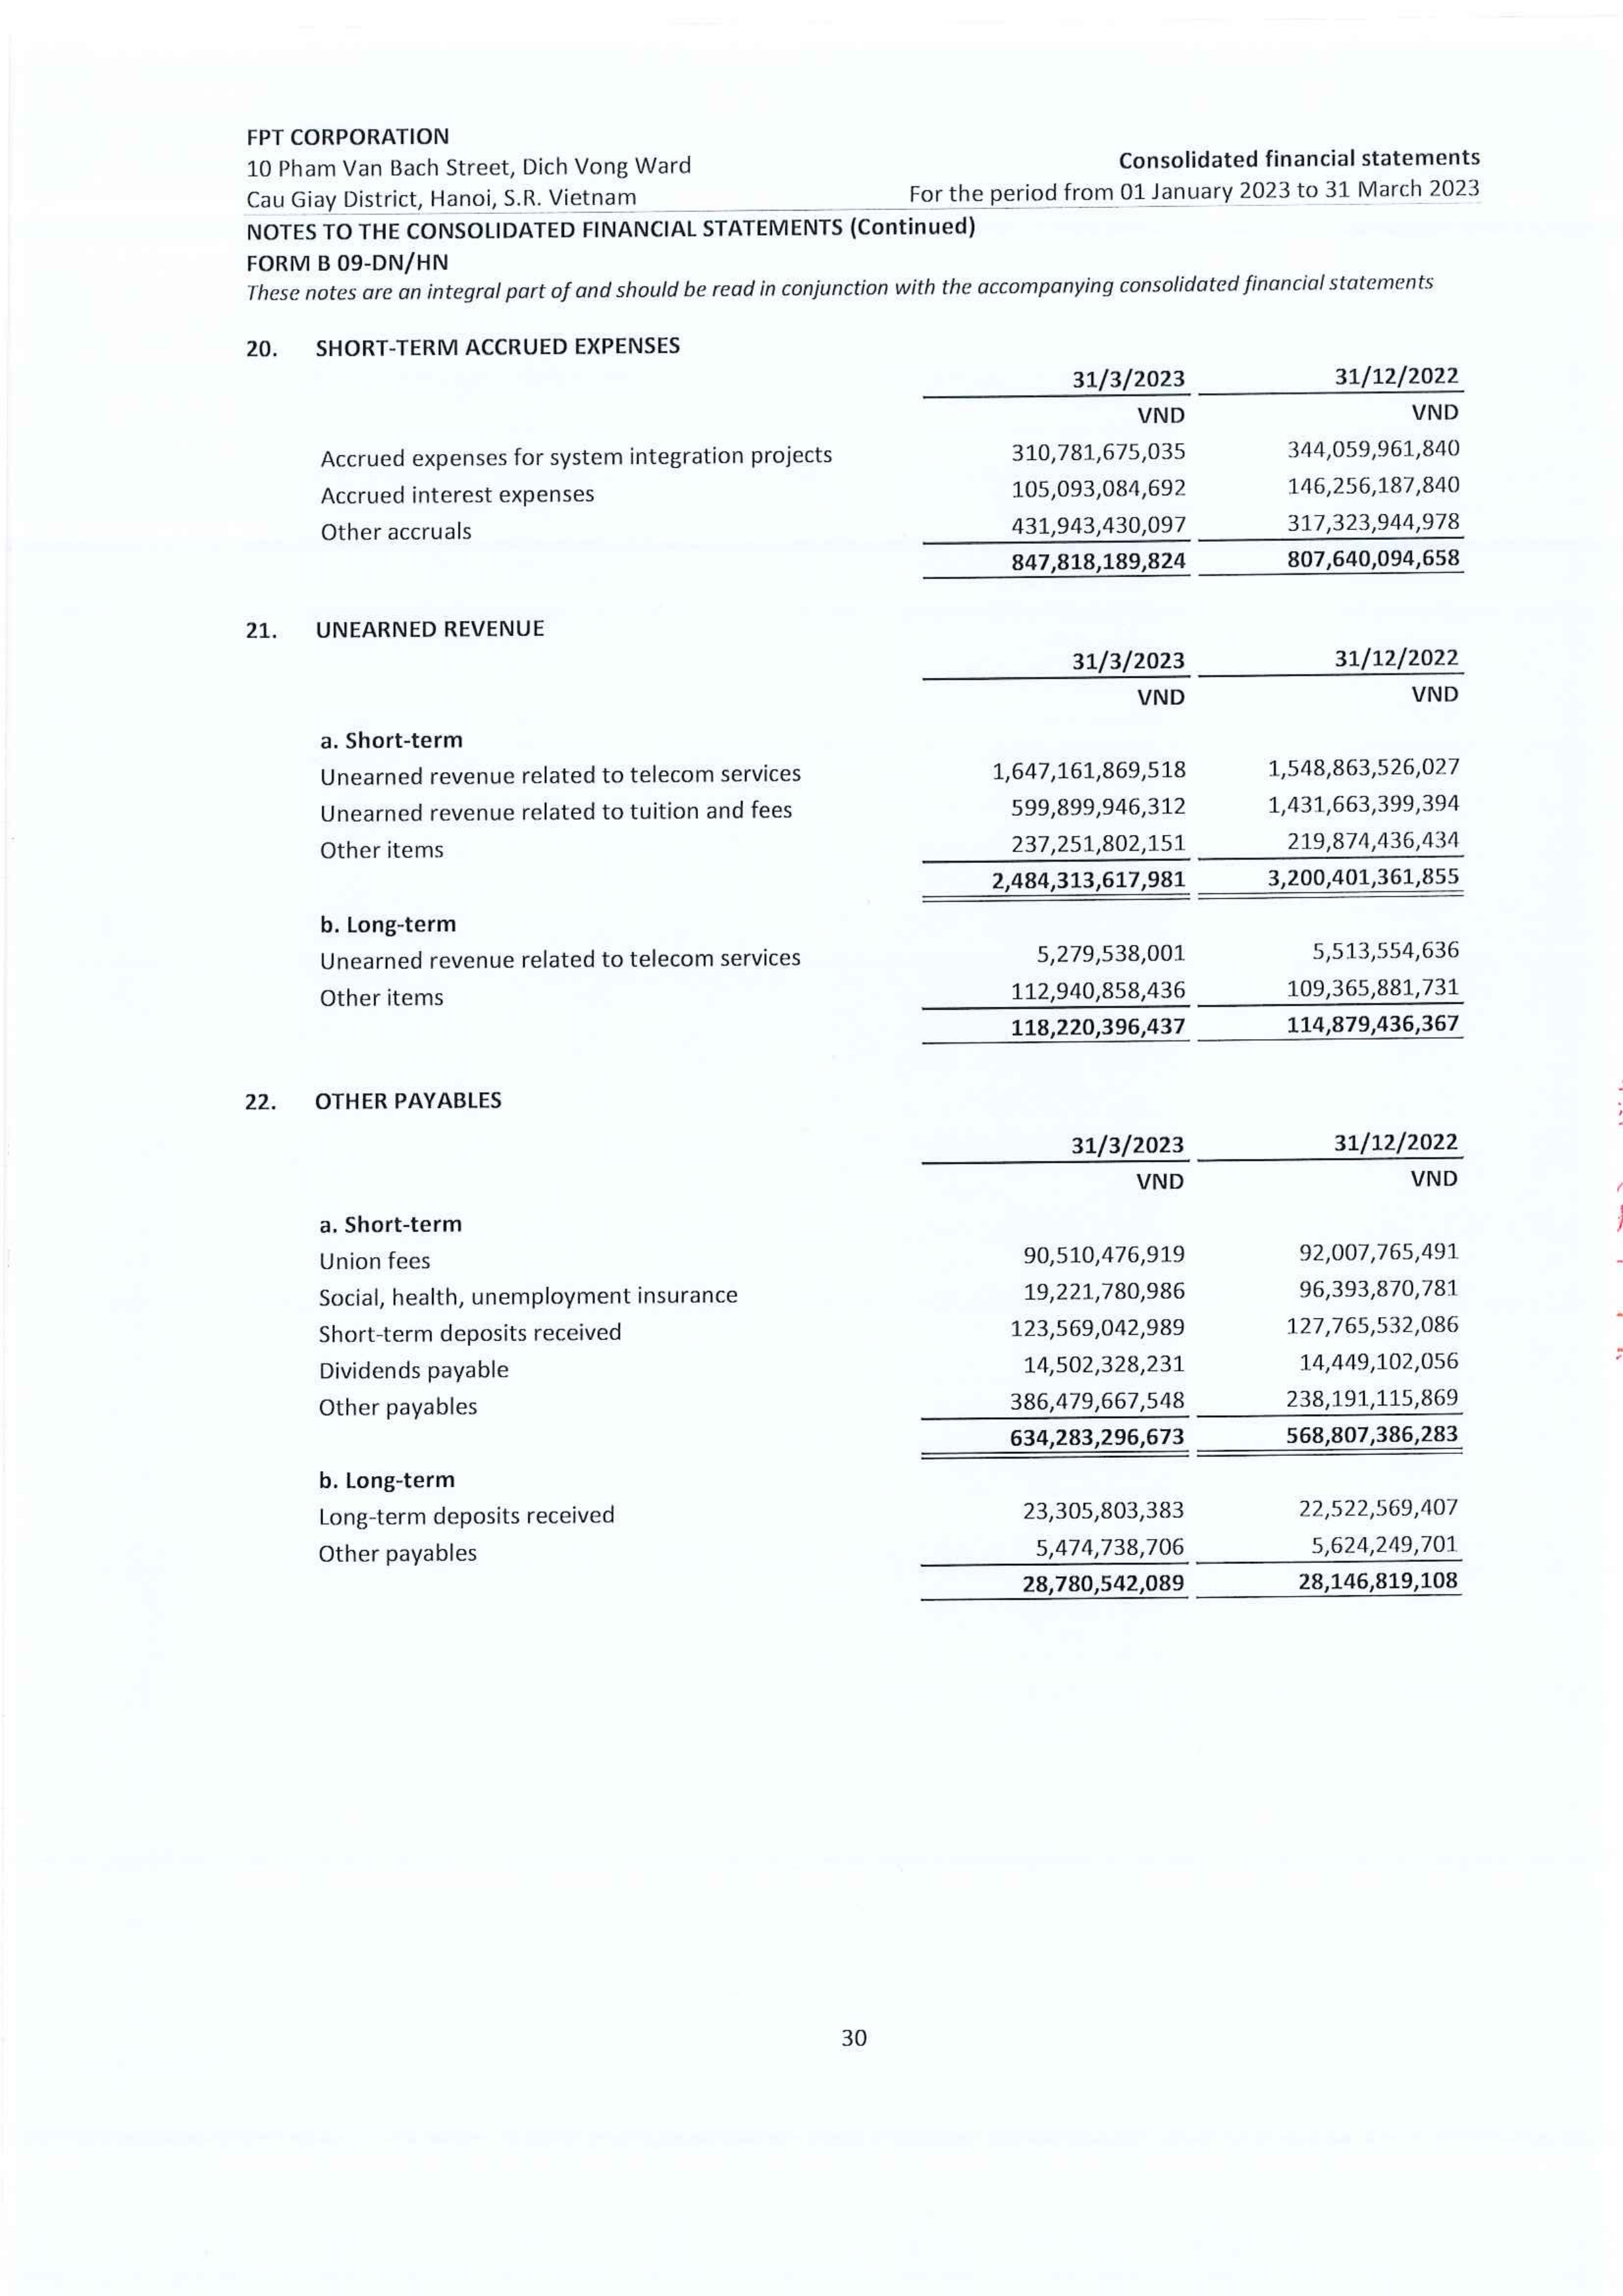 FPT CORPORATION
10 Pham Van Bach Street, Dich Vong Ward
Consolidated financial statements
Cau Giay District, Hanoi, S.R. Vietnam
For the period from 01 January 2023 to 31 March 2023
NOTES TO THE CONSOLIDATED FINANCIAL STATEMENTS (Continued)
FORM B 09-DN/HN
These notes are an integral part of and should be read in conjunction with the accompanying consolidated financial statements
20. SHORT-TERM ACCRUED EXPENSES
31/3/2023 31/12/2022
VND VND
Accrued expenses for system integration projects 310,781,675,035 344,059,961,840
Accrued interest expenses 105,093,084,692 146,256,187,840
Other accruals 431,943,430,097 317,323,944,978
847,818,189,824 807,640,094,658
21. UNEARNED REVENUE
31/3/2023 31/12/2022
VND VND
a. Short-term
Unearned revenue related to telecom services 1,647,161,869,518 1,548,863,526,027
Unearned revenue related to tuition and fees 599,899,946,312 1,431,663,399,394
Other items 237,251,802,151 219,874,436,434
2,484,313,617,981 3,200,401,361,855
b. Long-term
Unearned revenue related to telecom services 5,279,538,001 5,513,554,636
Other items 112,940,858,436 109,365,881,731
118,220,396,437 114,879,436,367
22. OTHER PAYABLES
31/3/2023 31/12/2022
VND VND
a. Short-term
Union fees 90,510,476,919 92,007,765,491
Social, health, unemployment insurance 19,221,780,986 96,393,870,781
Short-term deposits received 123,569,042,989 127,765,532,086
Dividends payable 14,502,328,231 14,449,102,056
Other payables 386,479,667,548 238,191,115,869
634,283,296,673 568,807,386,283
b. Long-term
Long-term deposits received 23,305,803,383 22,522,569,407
Other payables 5,474,738,706 5,624,249,701
28,780,542,089 28,146,819,108
30